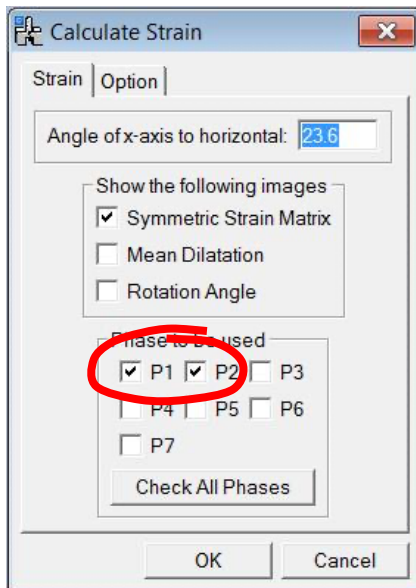 Calculate Strain
Strain Option
Angle of x-axis to horizontal: 23.6
Show the following images
Symmetric Strain Matrix
Mean Dilatation
Rotation Angle
Phase to be used
P1 P2 P3
P4 P5 P6
P7
Check All Phases
OK Cancel